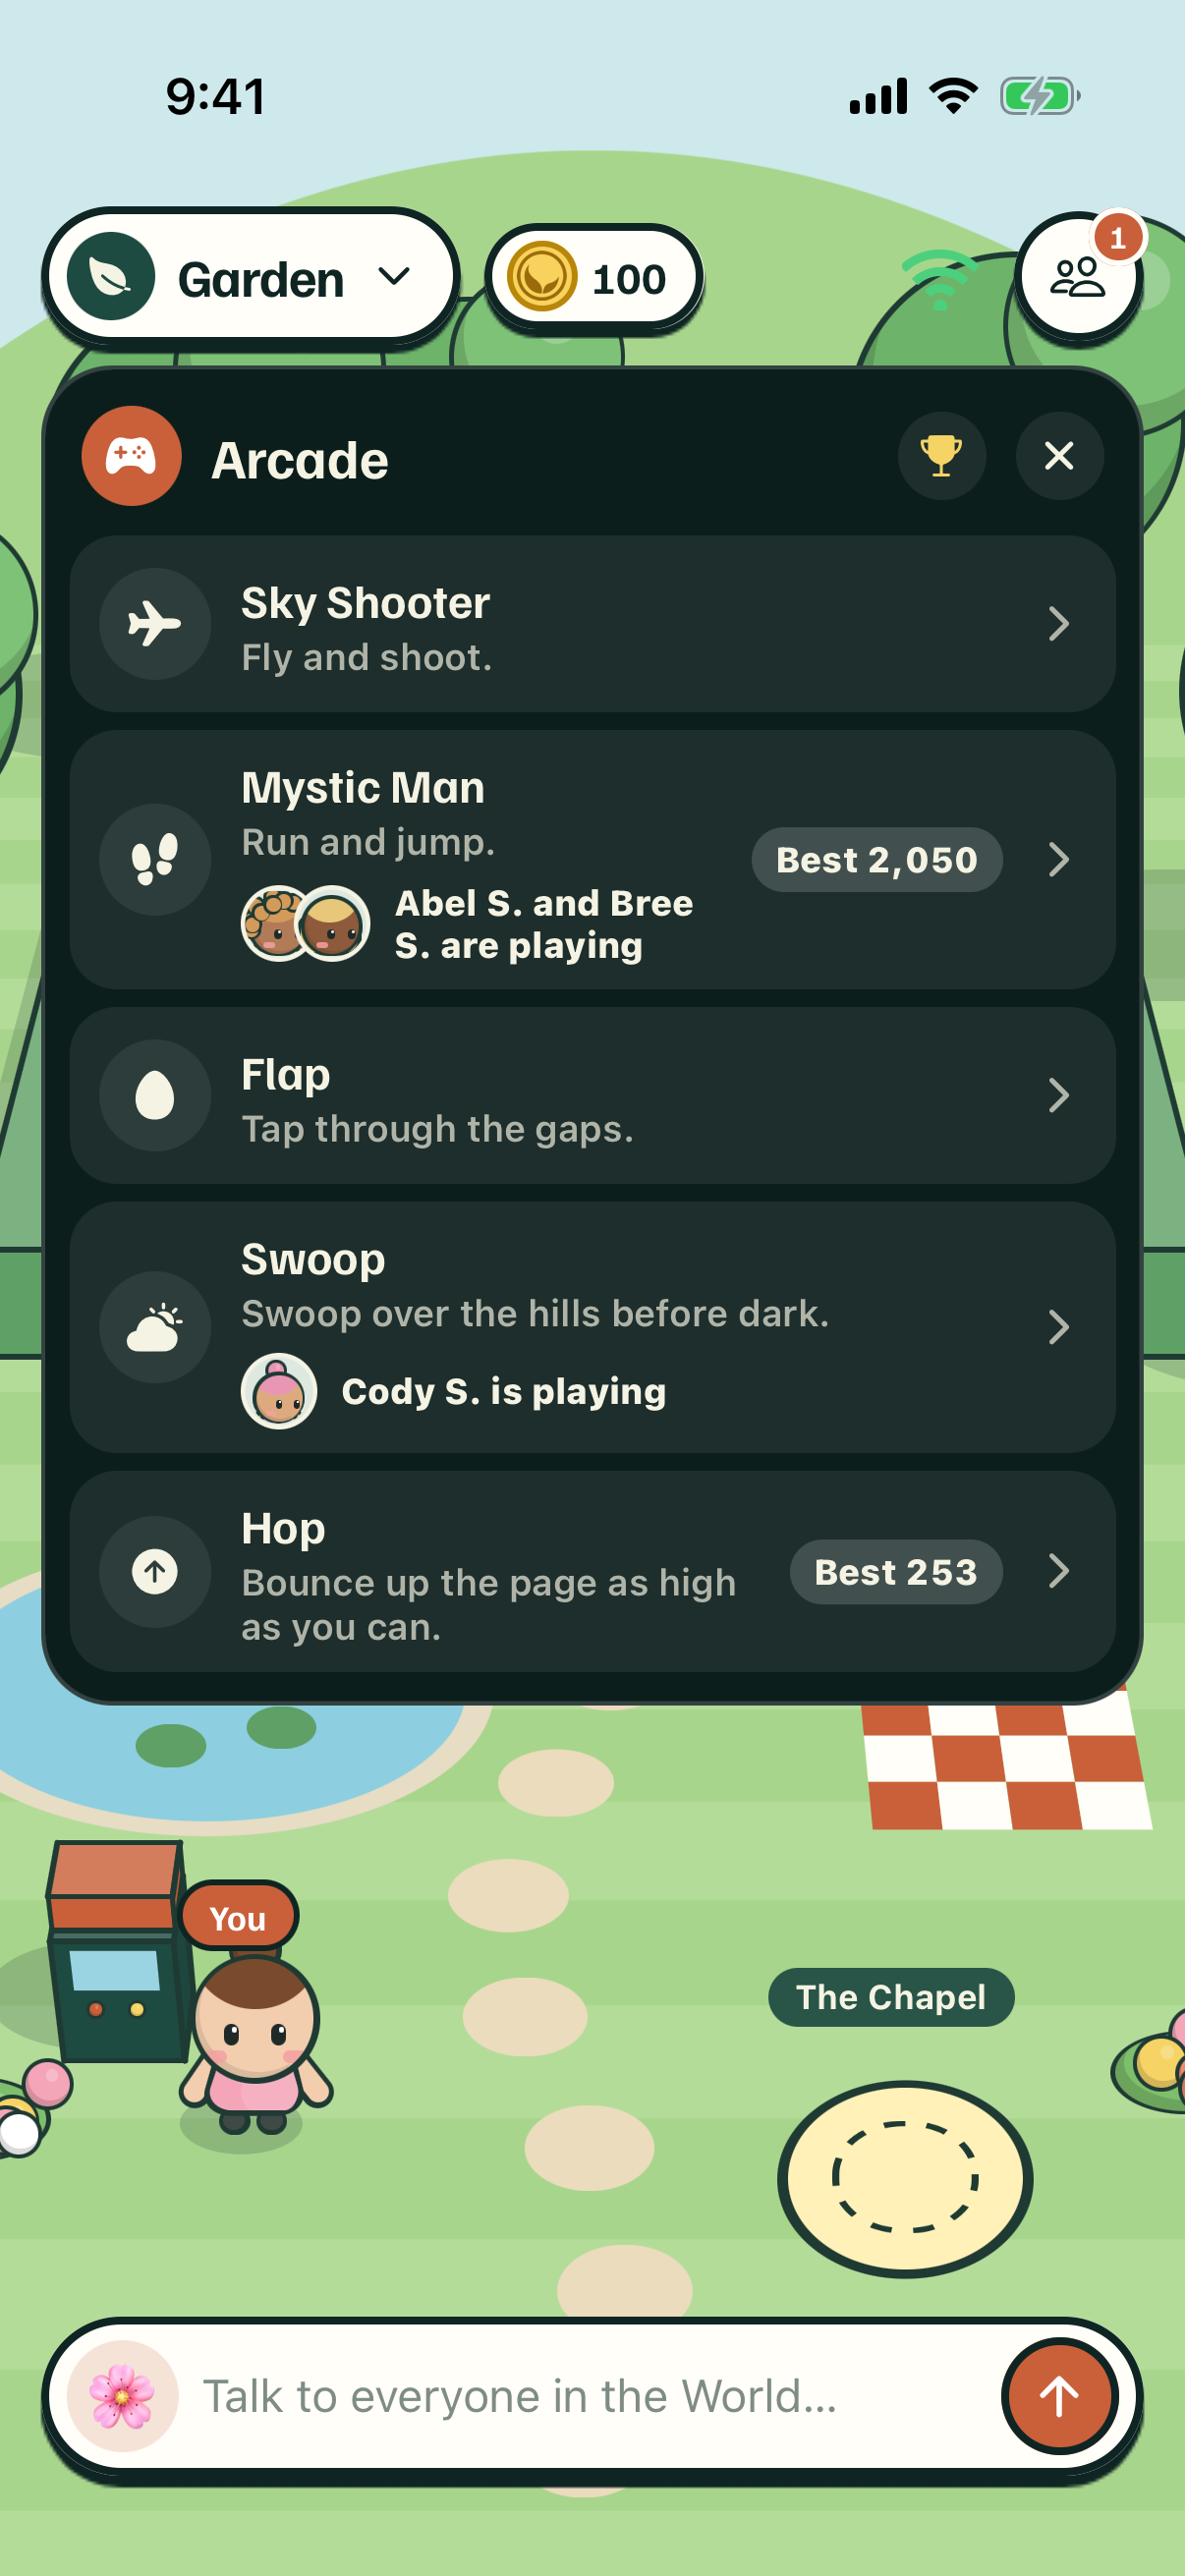 9:41
Garden
100
1
Arcade
Sky Shooter
Fly and shoot.
Mystic Man
Run and jump.
Best 2,050
Abel S. and Bree
S. are playing
Flap
Tap through the gaps.
Swoop
Swoop over the hills before dark.
Cody S. is playing
Hop
Bounce up the page as high
as you can.
Best 253
You
The Chapel
Talk to everyone in the World...